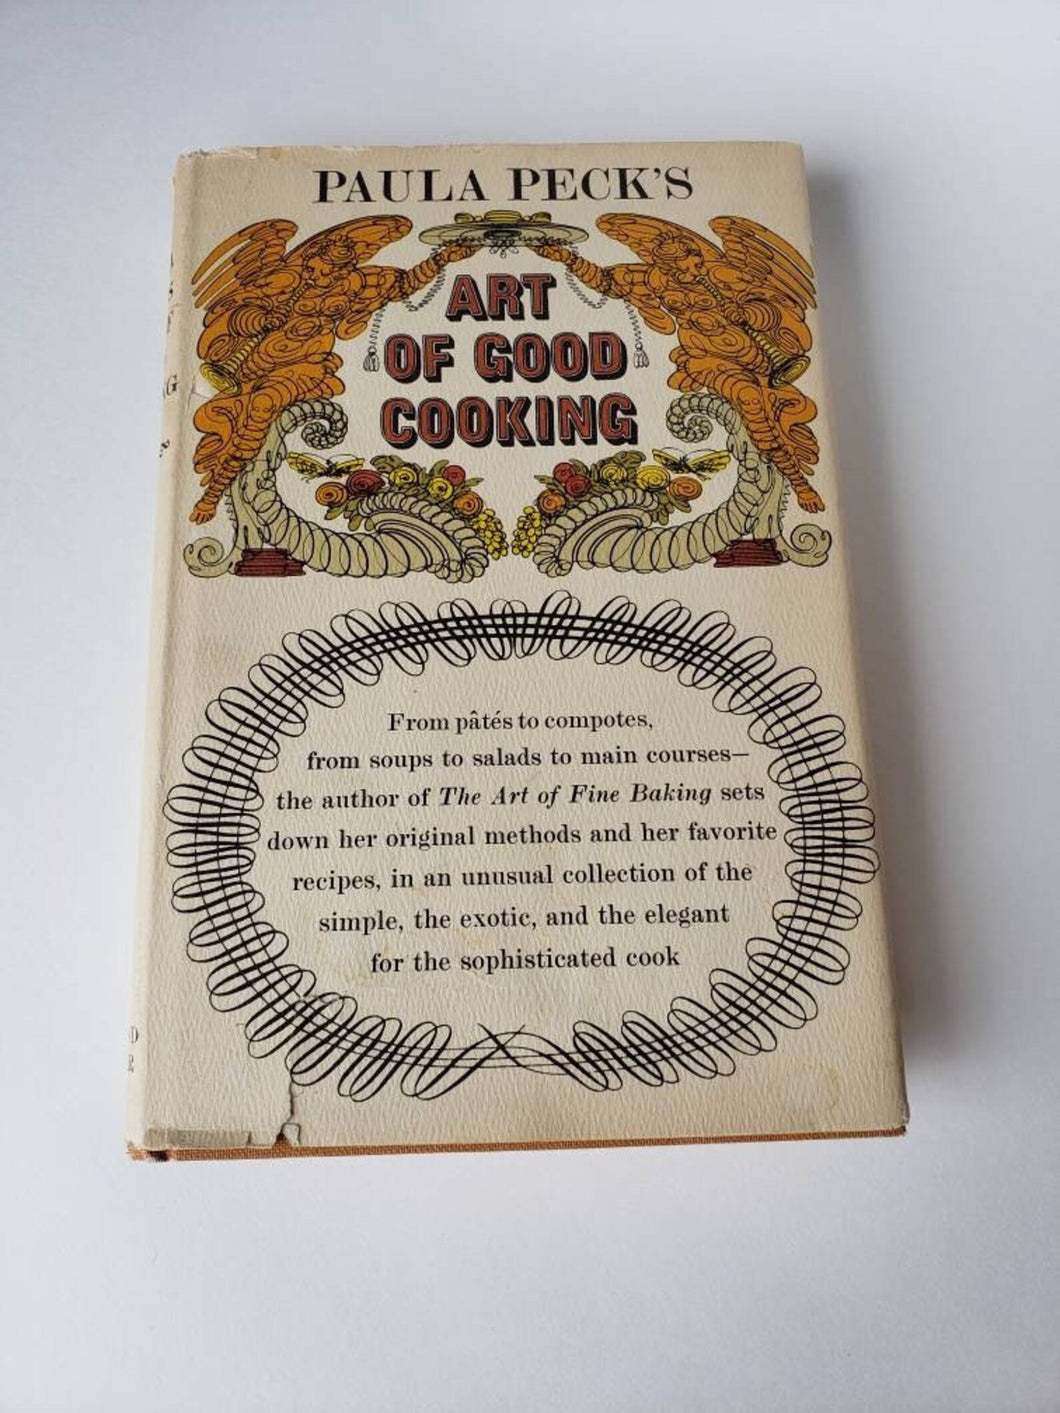 PAULA PECK'S
ART
OF GOOD
COOKING
From pâtés to compotes,
from soups to salads to main courses—
the author of The Art of Fine Baking sets
down her original methods and her favorite
recipes, in an unusual collection of the
simple, the exotic, and the elegant
for the sophisticated cook